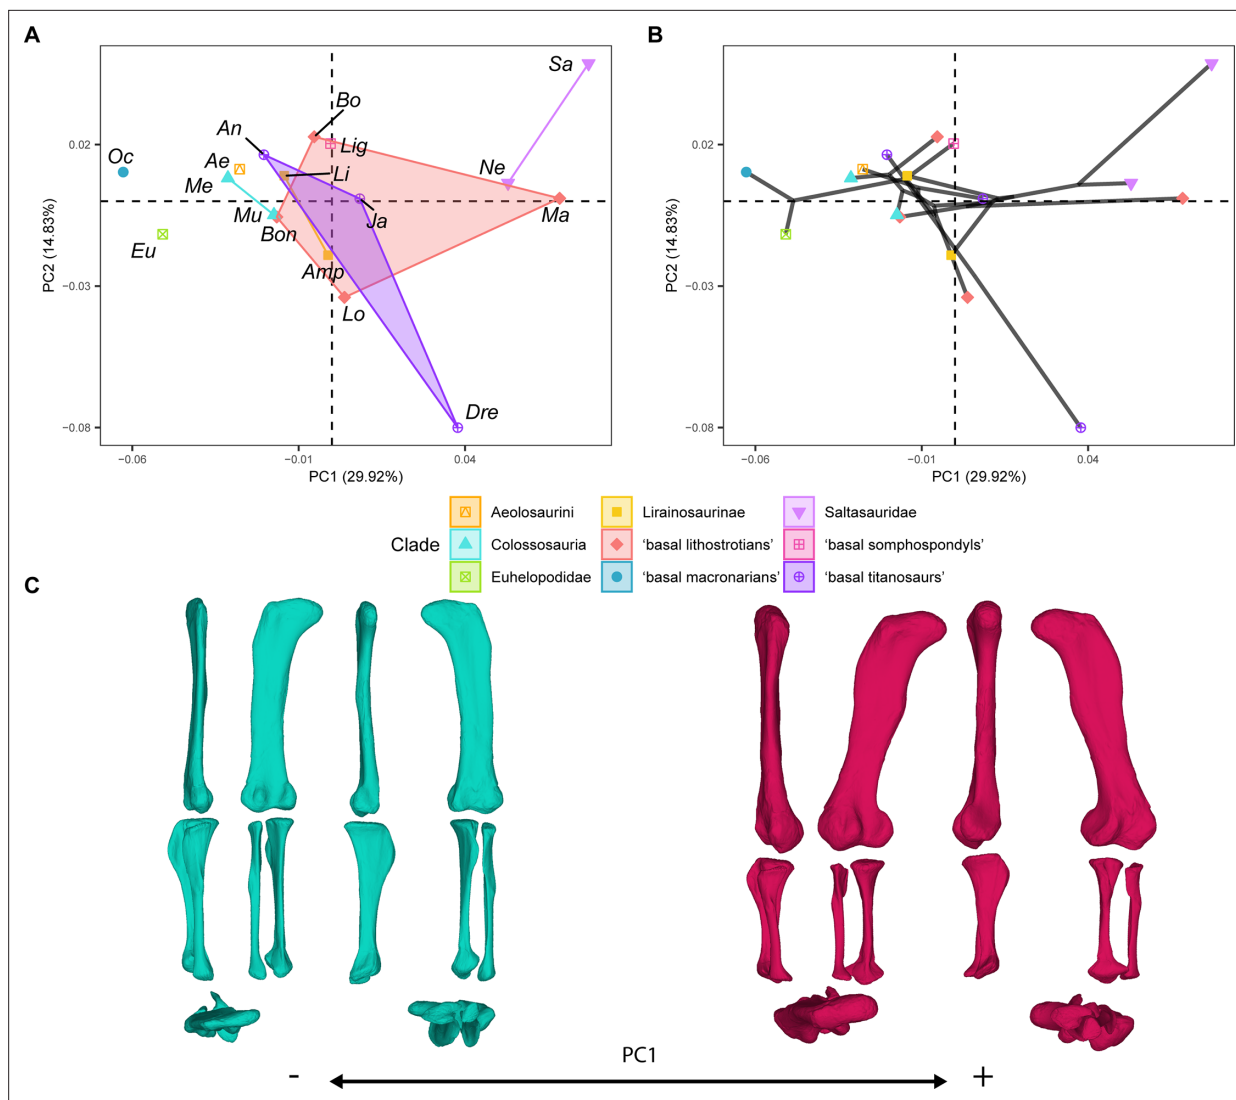 A
B
Sa
Bo
An
0.02
Lig
Oc
Ae
Li
Ne
Me
Mu
Ja
Ma
Bon
Eu
Amp
Lo
Dre
−0.03
−0.08
PC2 (14.83%)
−0.06
−0.01
0.04
PC1 (29.92%)
0.02
−0.03
−0.08
PC2 (14.83%)
−0.06
−0.01
0.04
PC1 (29.92%)
Clade
Aeolosaurini
Lirainosaurinae
Saltasauridae
Colossosauria
‘basal lithostrotians’
‘basal somphospondyls’
Euhelopodidae
‘basal macronarians’
‘basal titanosaurs’
C
PC1
-
+